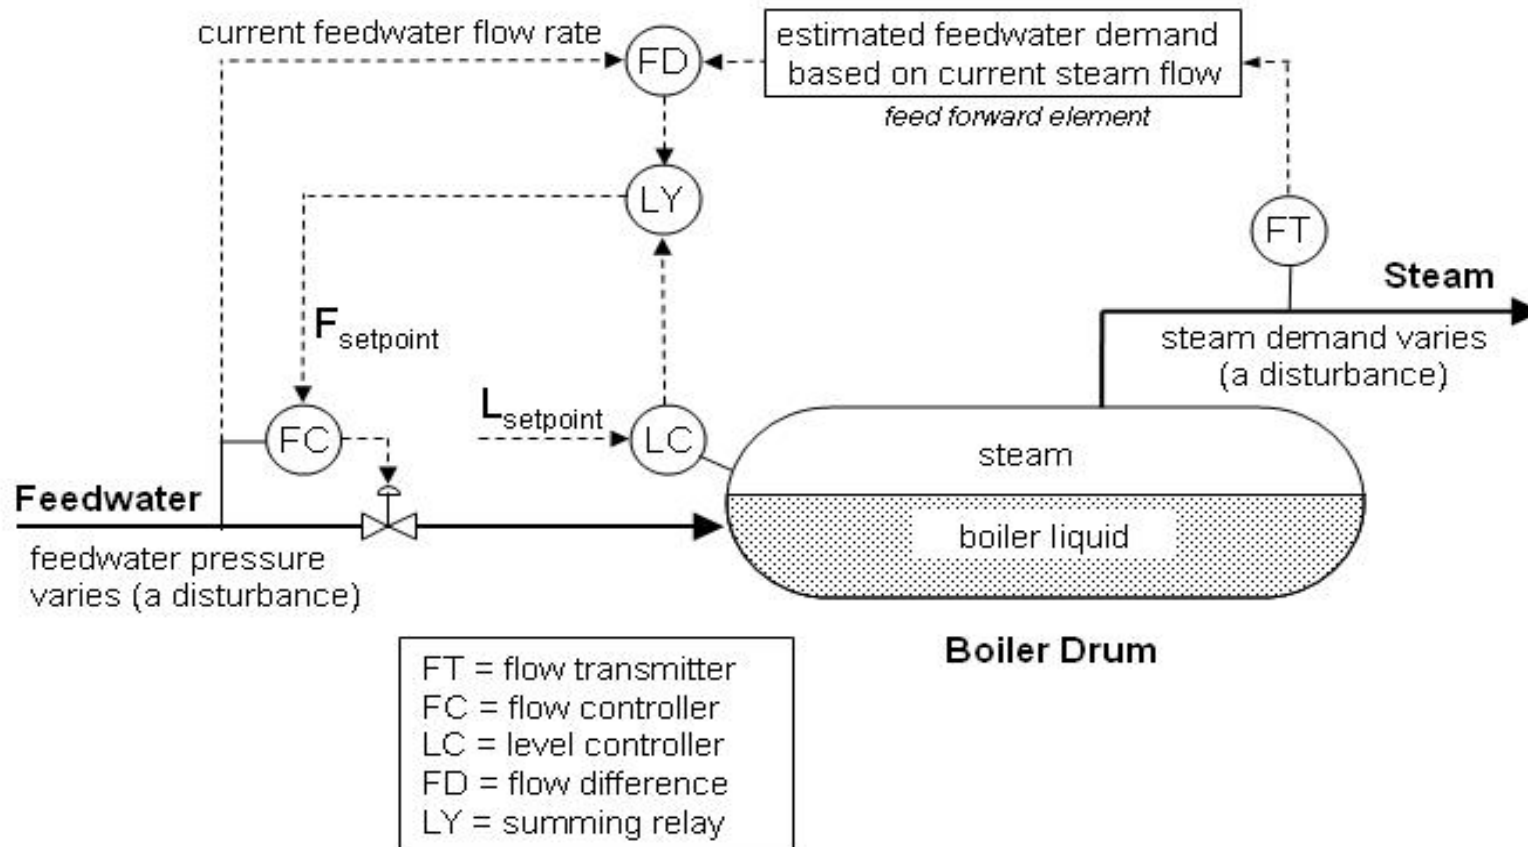 current feedwater flow rate
FD
estimated feedwater demand
based on current steam flow
feed forward element
LY
FT
Steam
F setpoint
steam demand varies
(a disturbance)
L setpoint
FC
LC
steam
Feedwater
boiler liquid
feedwater pressure
varies (a disturbance)
Boiler Drum
FT = flow transmitter
FC = flow controller
LC = level controller
FD = flow difference
LY = summing relay